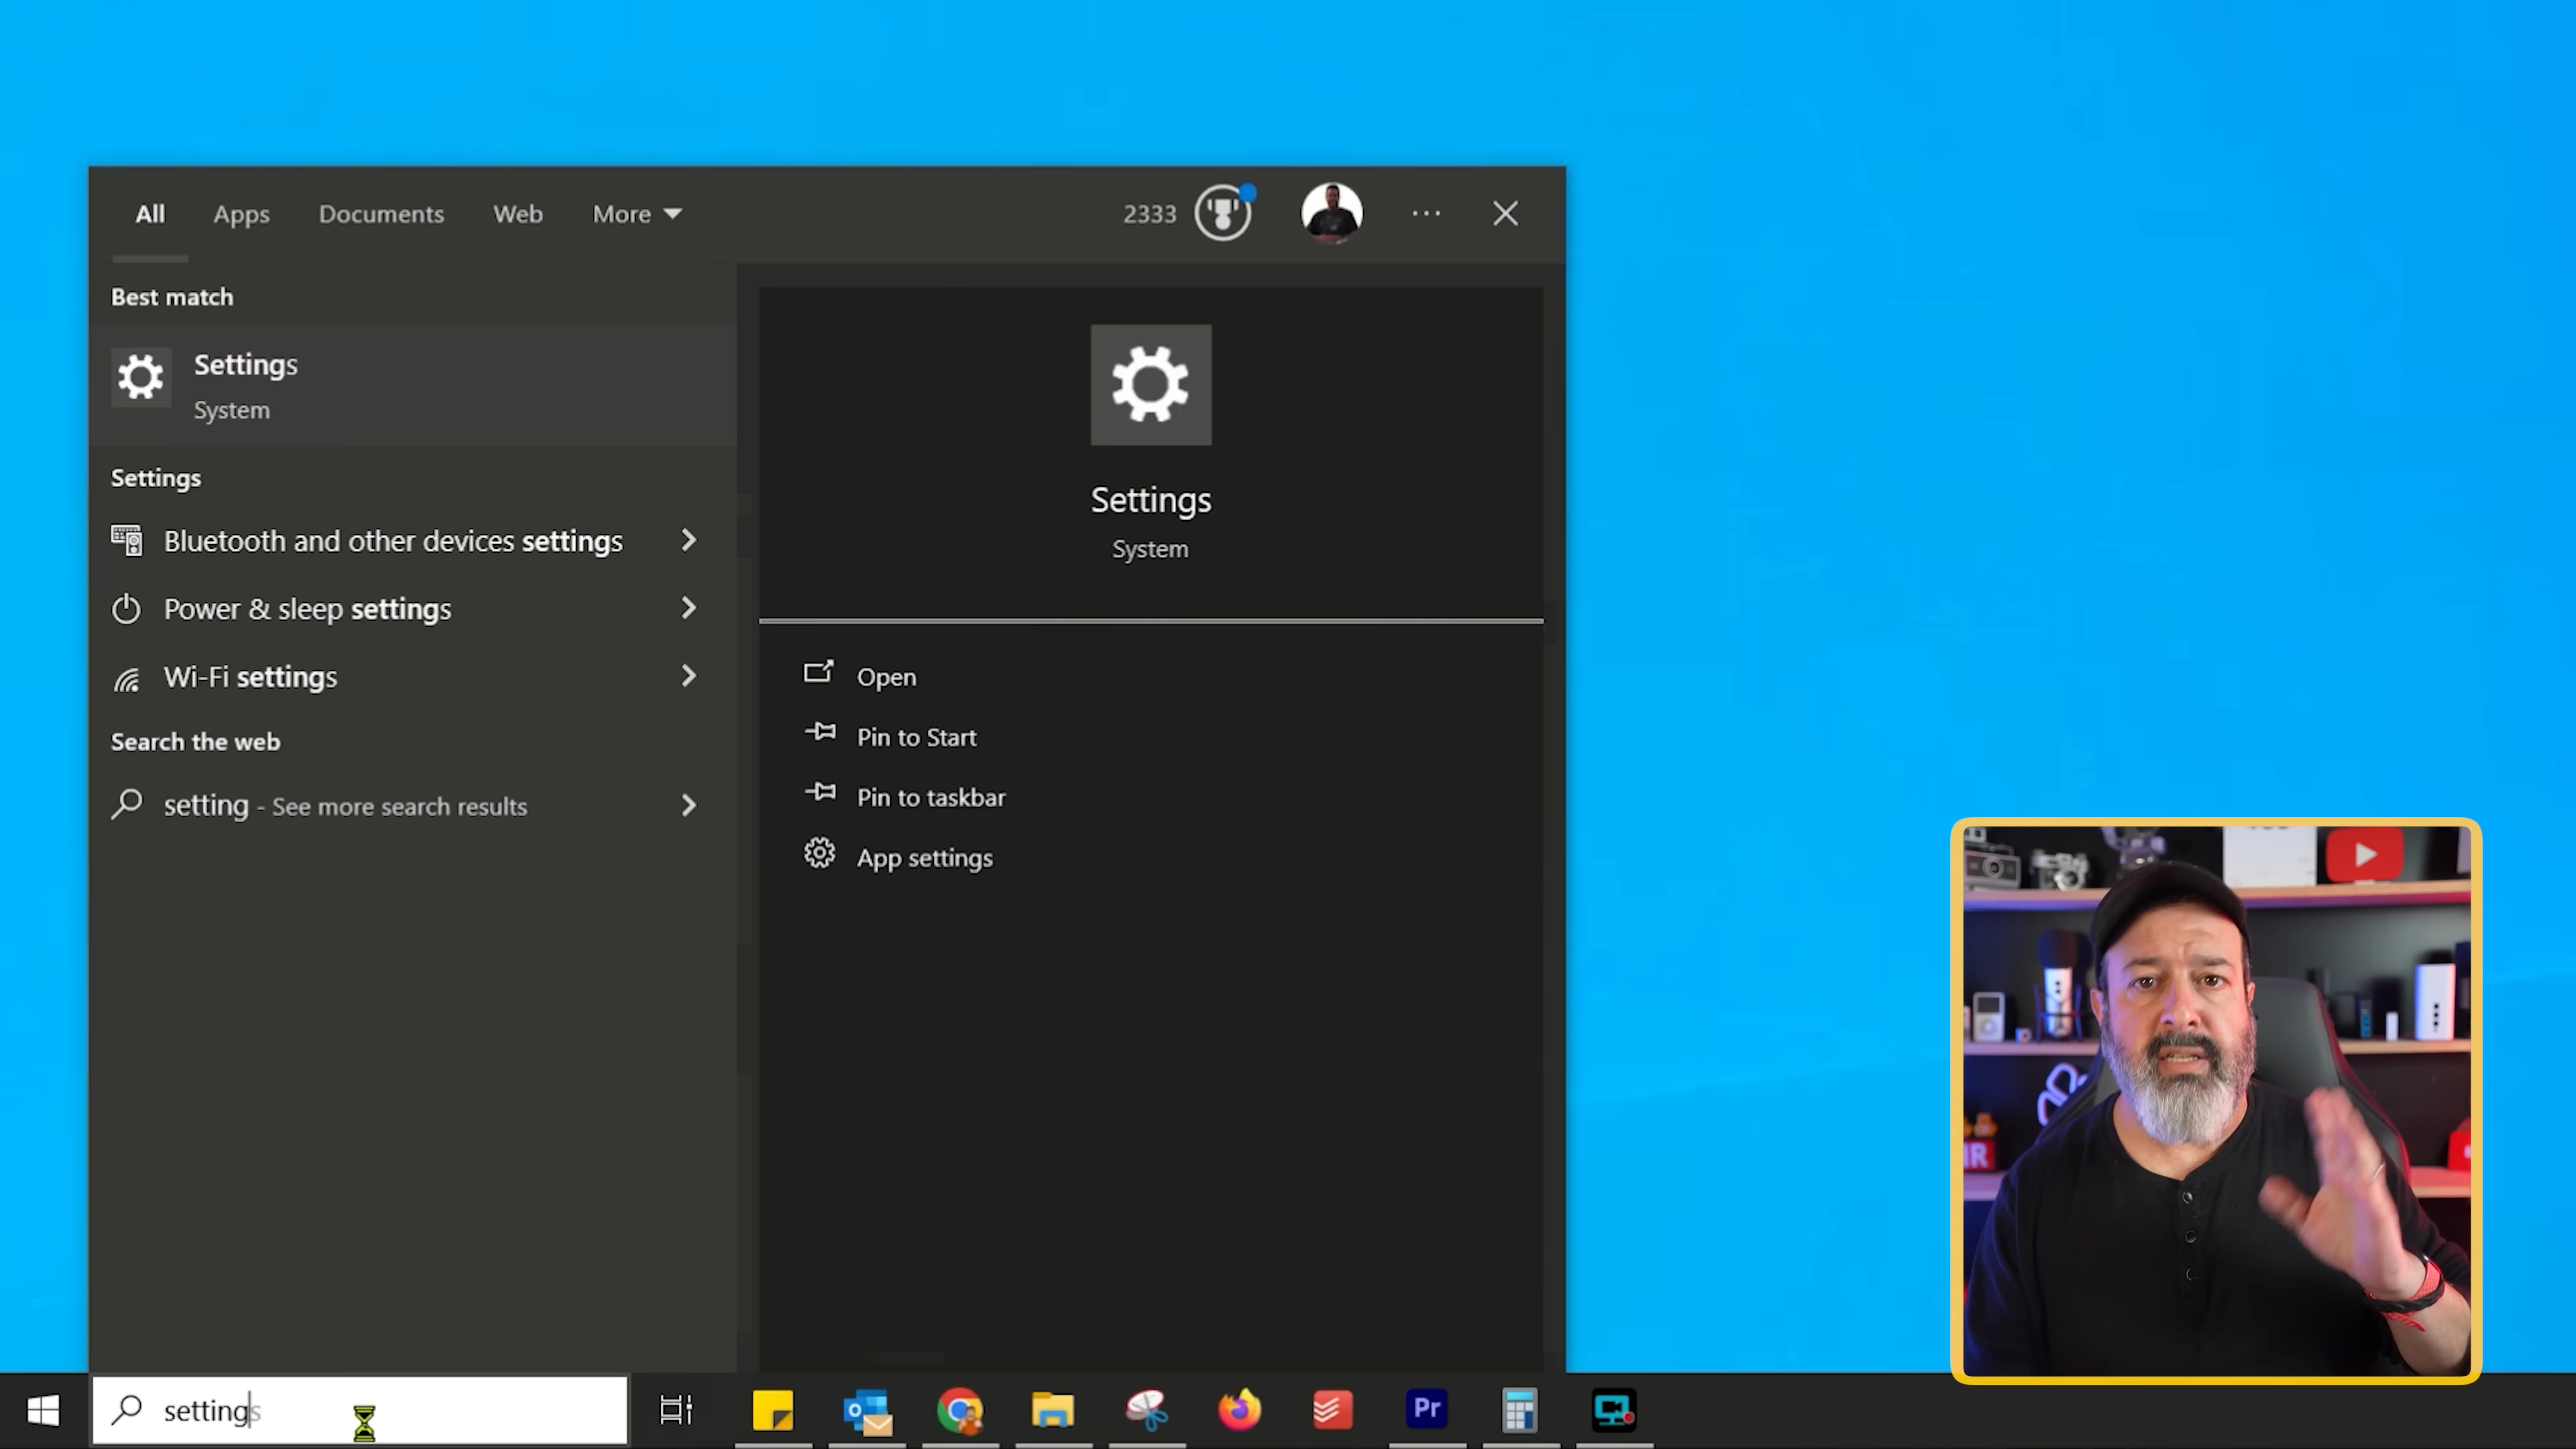 All Apps Documents Web More 2333
Best match
Settings
System
Settings
Bluetooth and other devices settings
Power & sleep settings
Wi-Fi settings
Search the web
setting - See more search results
Settings
System
Open
Pin to Start
Pin to taskbar
App settings
settings
Pr